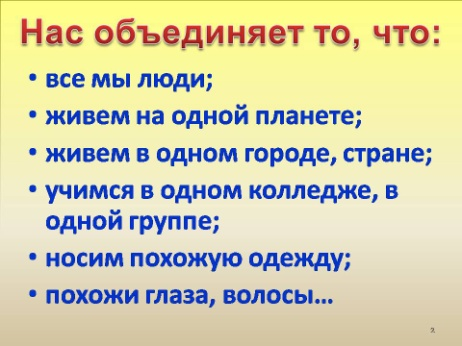 Нас объединяет то, что:
• все мы люди;
• живем на одной планете;
• живем в одном городе, стране;
• учимся в одном колледже, в
одной группе;
• носим похожую одежду;
• похожи глаза, волосы…